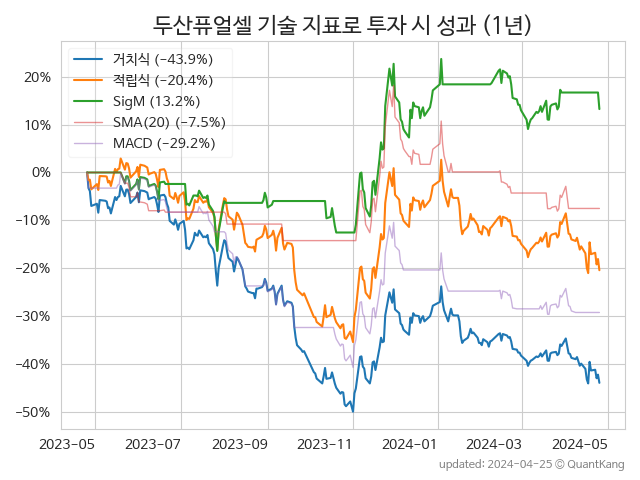 두산퓨얼셀 기술 지표로 투자 시 성과 (1년)
거치식 (−43.9%)
적립식 (−20.4%)
SigM (13.2%)
SMA(20) (−7.5%)
MACD (−29.2%)
20%
10%
0%
−10%
−20%
−30%
−40%
−50%
2023−05 2023−07 2023−09 2023−11 2024−01 2024−03 2024−05
updated: 2024−04−25 © QuantKang